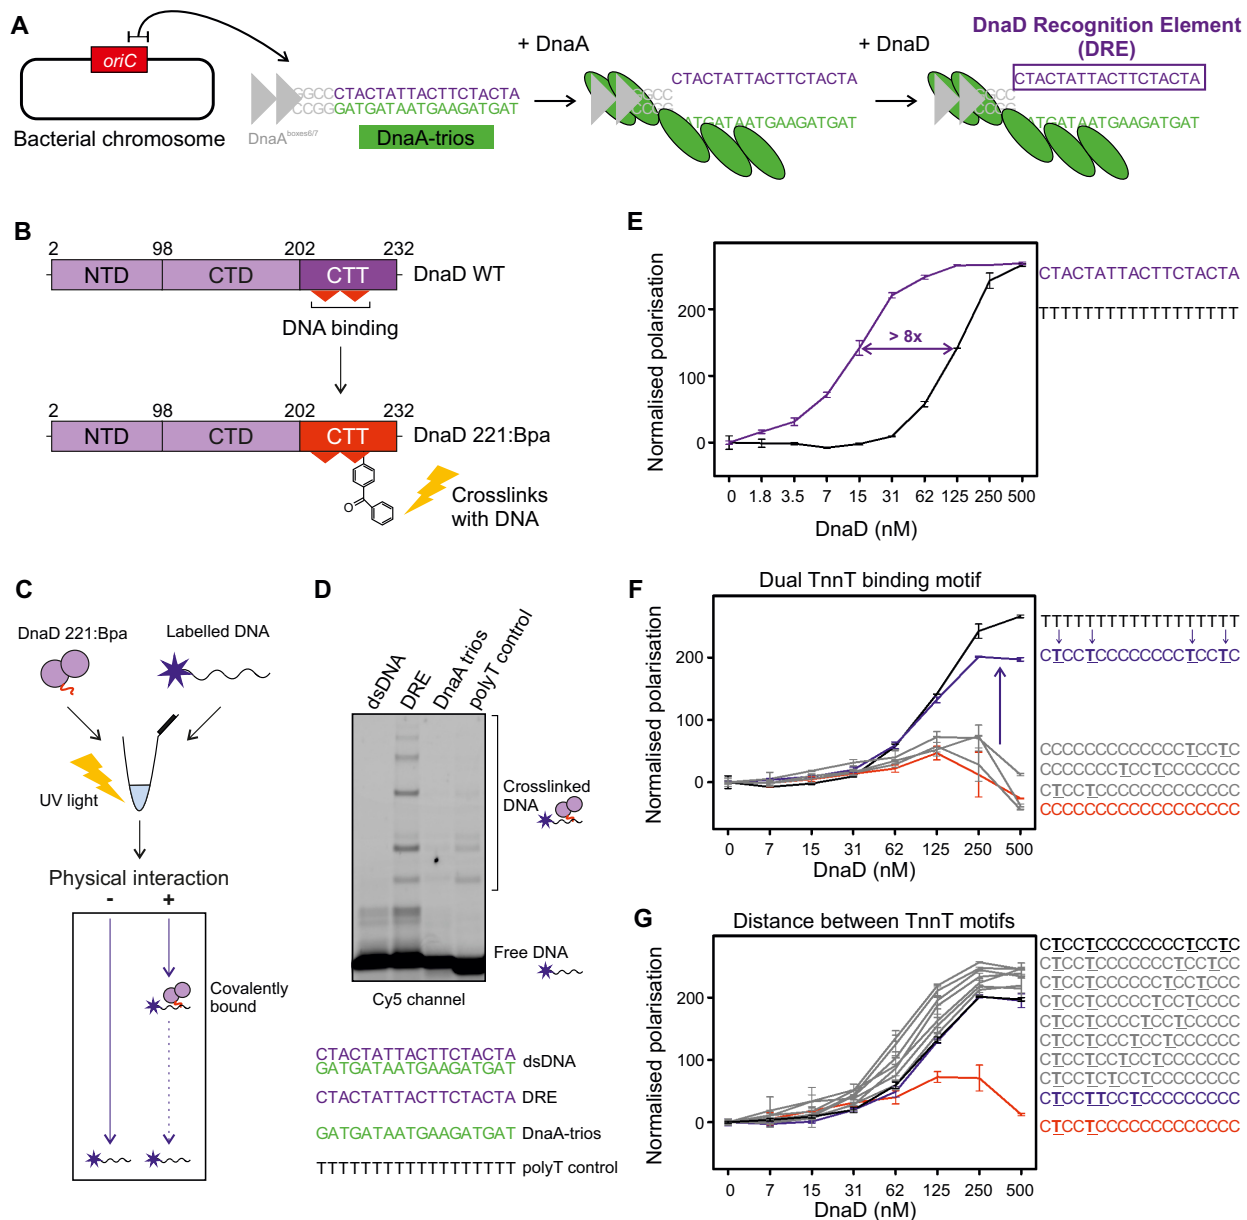 A
oriC
Bacterial chromosome
DnaA boxes6/7
GGCCCTACTATTACTTCTACTA
CCGGGATGATAATGAAGATGAT
DnaA-trios
+ DnaA
GCC
CCGG
CTACTATTACTTCTACTA
ATGATAATGAAGATGAT
+ DnaD
DnaD Recognition Element
(DRE)
CTACTATTACTTCTACTA
GCC
CCGG
ATGATAATGAAGATGAT
B
2 98 202 232
NTD CTD CTT DnaD WT
DNA binding
2 98 202 232
NTD CTD CTT DnaD 221:Bpa
O
Crosslinks
with DNA
C
DnaD 221:Bpa
Labelled DNA
UV light
Physical interaction
- +
Covalently
bound
D
dsDNA
DRE
DnaA trios
polyT control
Crosslinked
DNA
Free DNA
Cy5 channel
CTACTATTACTTCTACTA
GATGATAATGAAGATGAT
dsDNA
CTACTATTACTTCTACTA DRE
GATGATAATGAAGATGAT DnaA-trios
TTTTTTTTTTTTTTTTTT polyT control
E
Normalised polarisation
200
100
0
> 8x
0 1.8 3.5 7 15 31 62 125 250 500
DnaD (nM)
CTACTATTACTTCTACTA
TTTTTTTTTTTTTTTTTT
F
Dual TnnT binding motif
Normalised polarisation
200
100
0
0 7 15 31 62 125 250 500
DnaD (nM)
TTTTTTTTTTTTTTTTTT
CTCCTCCCCCCCCTCCTC
CCCCCCCCCCCCCTCCTC
CCCCCCCTCCTCCCCCCC
CTCCTCCCCCCCCCCCCC
CCCCCCCCCCCCCCCCCC
G
Distance between TnnT motifs
Normalised polarisation
200
100
0
0 7 15 31 62 125 250 500
DnaD (nM)
CTCCTCCCCCCCCTCCTC
CTCCTCCCCCCCTCCTCC
CTCCTCCCCCCTCCTCCC
CTCCTCCCCCTCCTCCCC
CTCCTCCCCTCCTCCCCC
CTCCTCCCTCCTCCCCCC
CTCCTCCTCCTCCCCCCC
CTCCTCTCCTCCCCCCCC
CTCCTTCCTCCCCCCCCC
CTCCTCCCCCCCCCCCCC